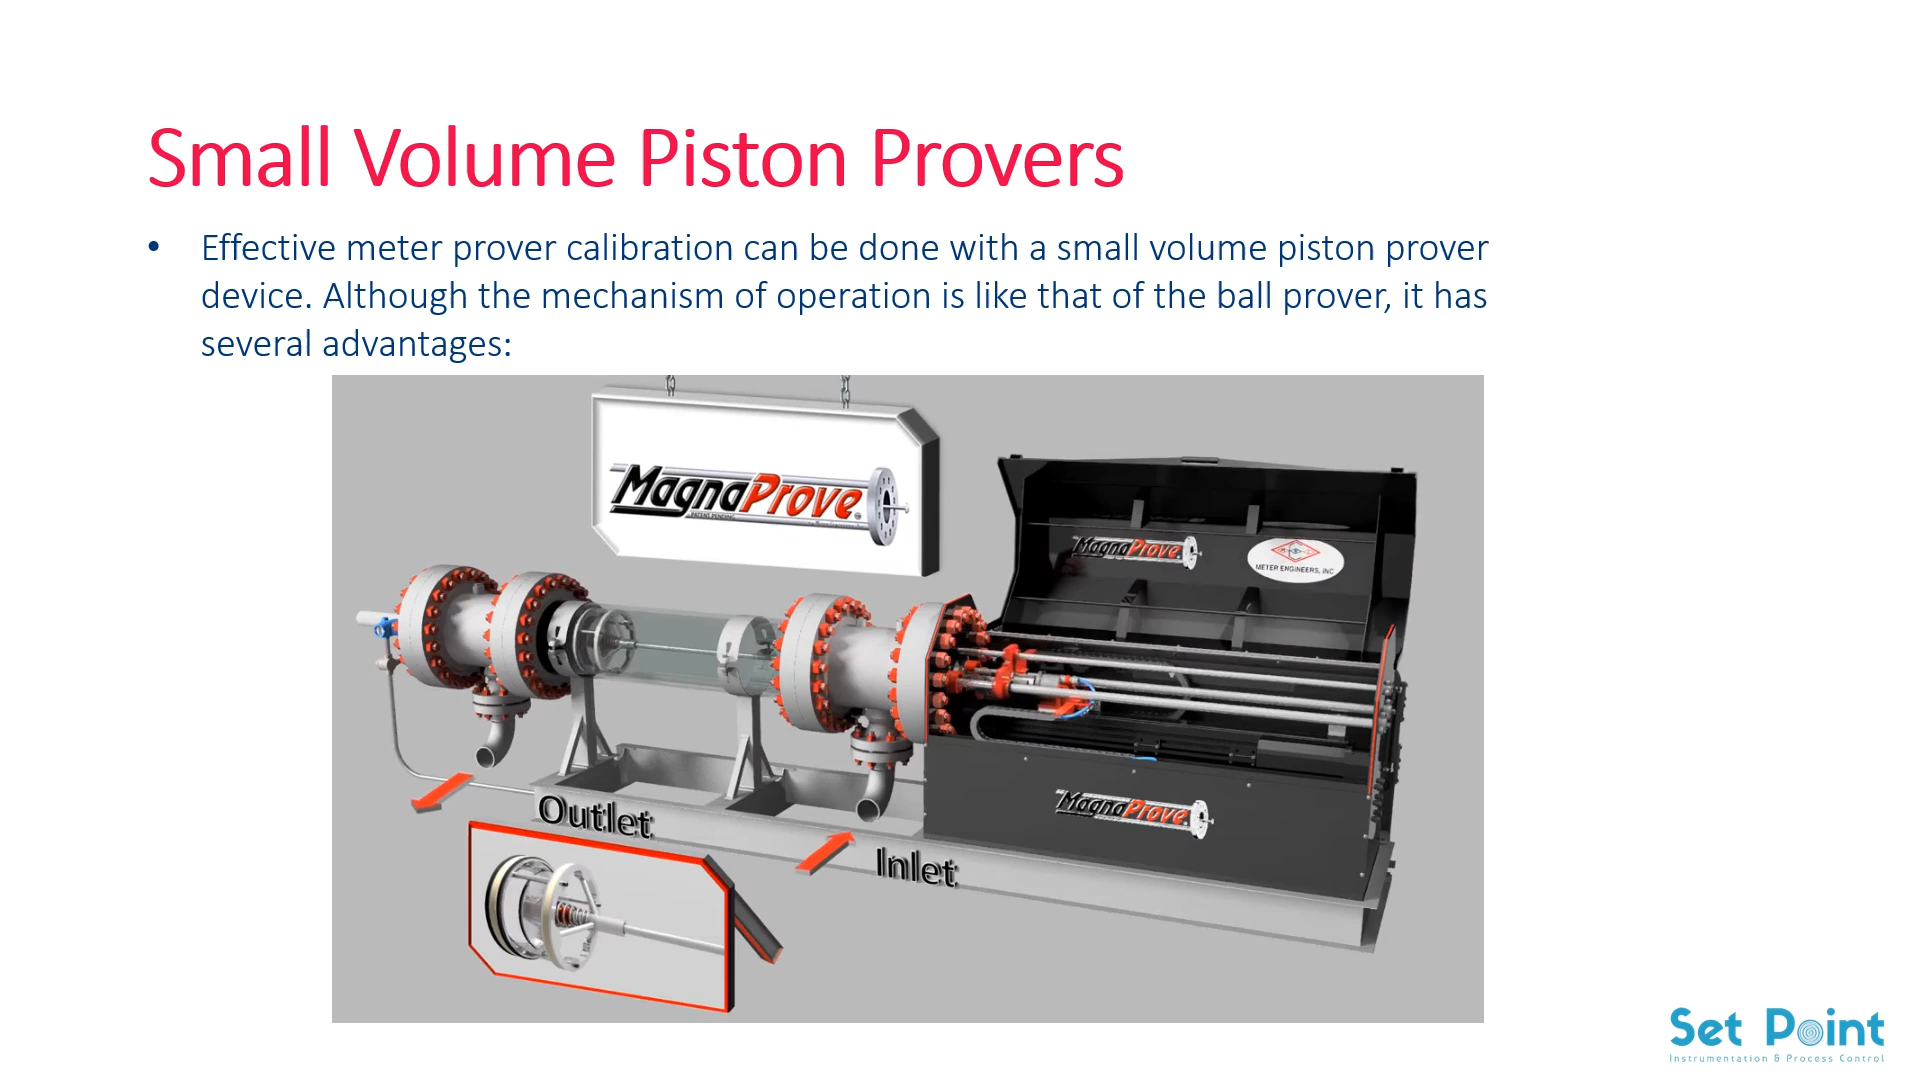 Small Volume Piston Provers
• Effective meter prover calibration can be done with a small volume piston prover
device. Although the mechanism of operation is like that of the ball prover, it has
several advantages:
MagnaProve
PATENT PENDING
MagnaProve
METER ENGINEERS, INC
MagnaProve
Outlet
Inlet
Set Point
Instrumentation & Process Control